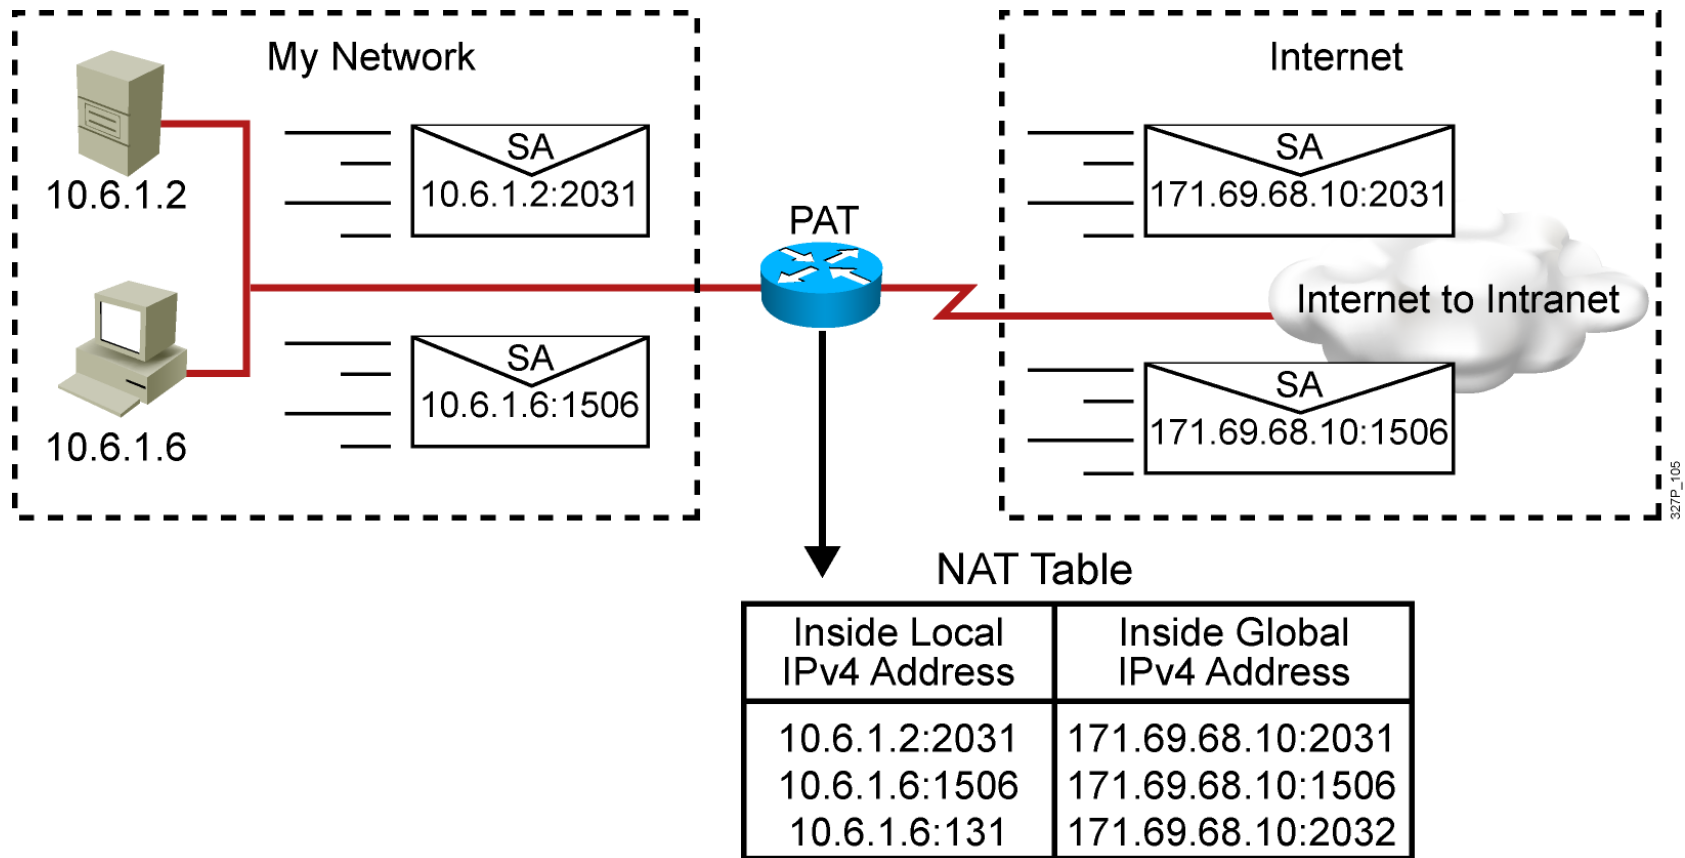 My Network
10.6.1.2
SA
10.6.1.2:2031
10.6.1.6
SA
10.6.1.6:1506
PAT
Internet
SA
171.69.68.10:2031
Internet to Intranet
SA
171.69.68.10:1506
327P_105
NAT Table
Inside Local
IPv4 Address
Inside Global
IPv4 Address
10.6.1.2:2031 171.69.68.10:2031
10.6.1.6:1506 171.69.68.10:1506
10.6.1.6:131 171.69.68.10:2032